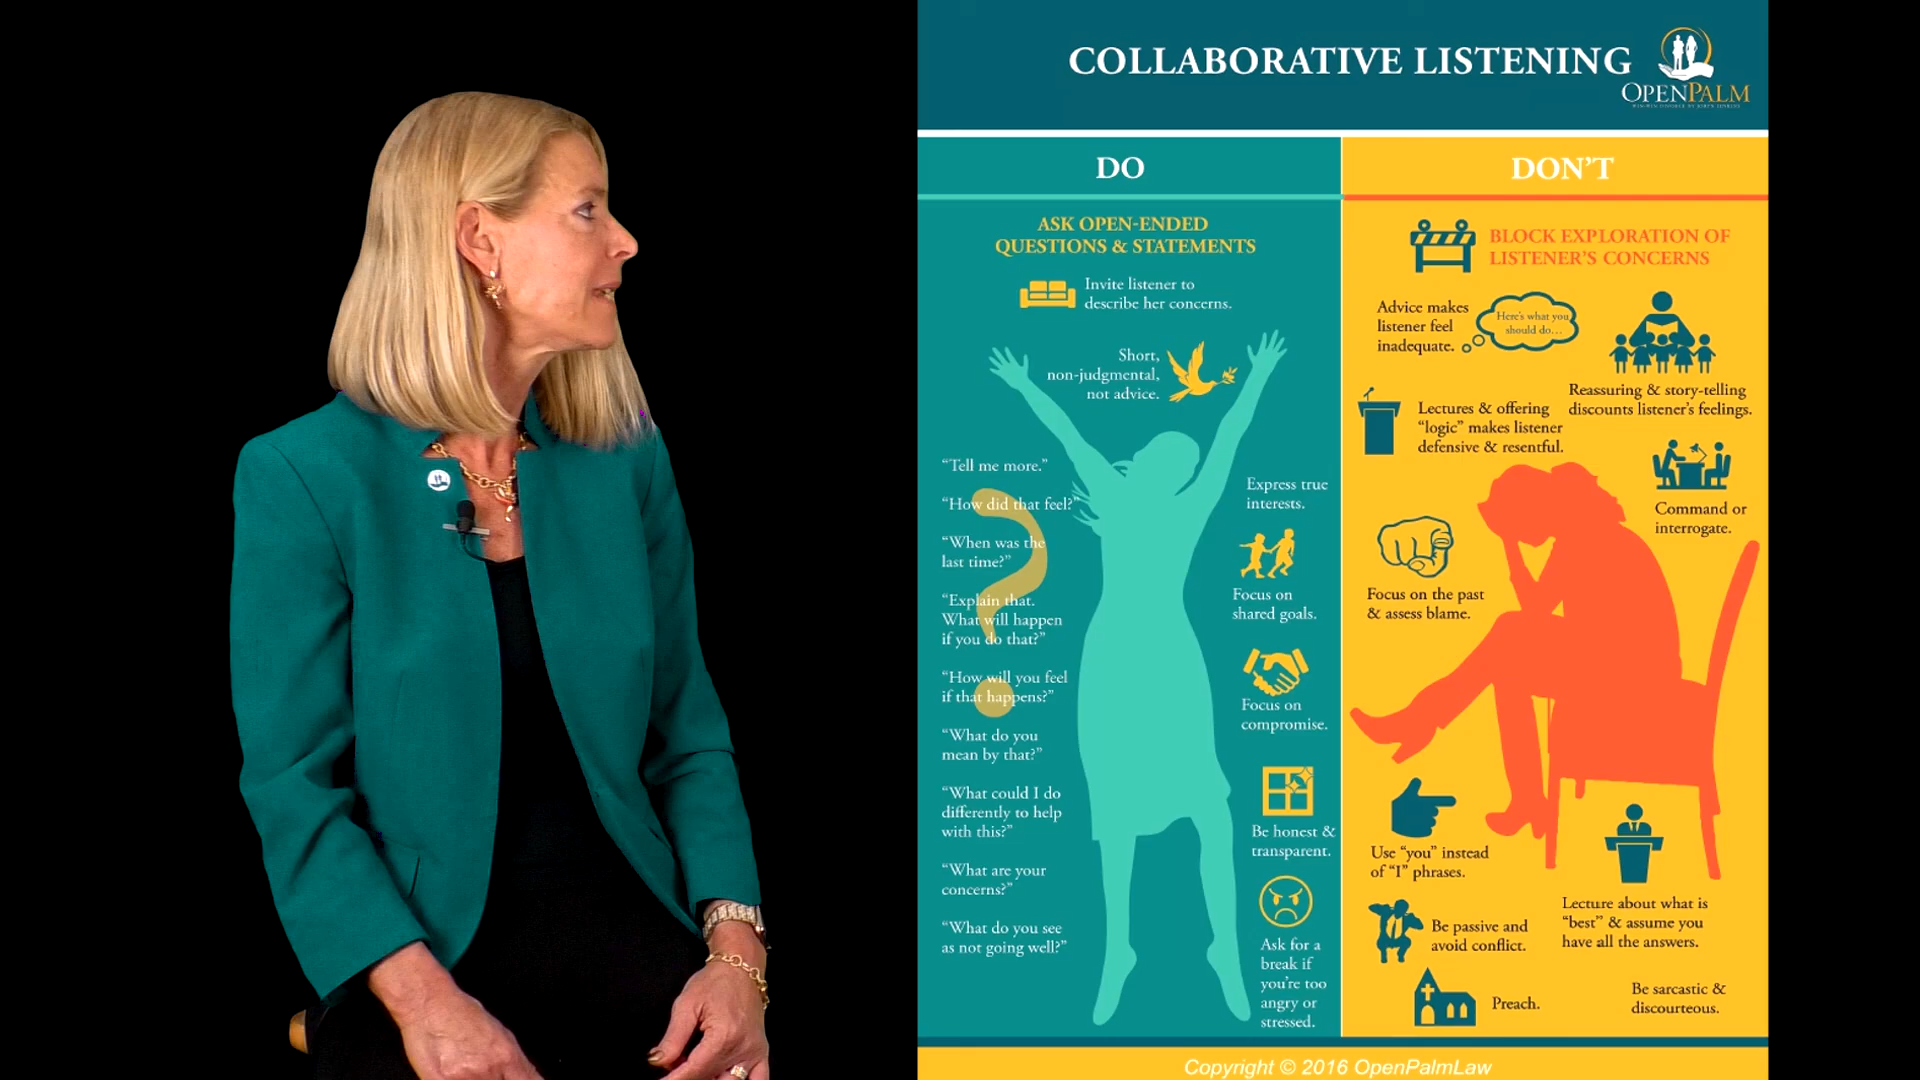 COLLABORATIVE LISTENING
OPENPALM
DO
ASK OPEN-ENDED
QUESTIONS & STATEMENTS
Invite listener to
describe her concerns.
Short,
non-judgmental,
not advice.
“Tell me more.”
“How did that feel?”
“When was the
last time?”
“Explain that.
What will happen
if you do that?”
“How will you feel
if that happens?”
“What do you
mean by that?”
“What could I do
differently to help
with this?”
“What are your
concerns?”
“What do you see
as not going well?”
Express true
interests.
Focus on
shared goals.
Focus on
compromise.
Be honest &
transparent.
Ask for a
break if
you’re too
angry or
stressed.
DON’T
BLOCK EXPLORATION OF
LISTENER’S CONCERNS
Advice makes
listener feel
inadequate.
Here’s what you
should do…
Reassuring & story-telling
discounts listener’s feelings.
Lectures & offering
“logic” makes listener
defensive & resentful.
Command or
interrogate.
Focus on the past
& assess blame.
Use “you” instead
of “I” phrases.
Lecture about what is
“best” & assume you
have all the answers.
Be passive and
avoid conflict.
Preach.
Be sarcastic &
discourteous.
Copyright © 2016 OpenPalmLaw